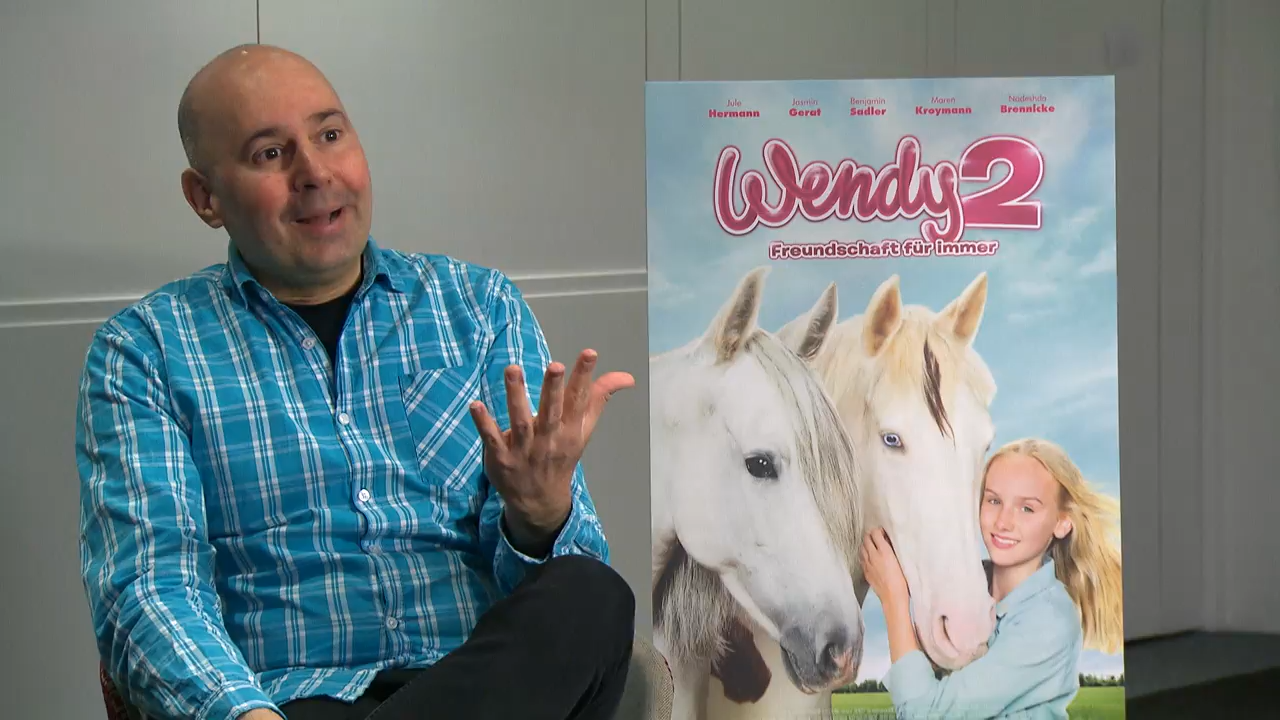 Jule Jasmin Benjamin Maren Nadeshda
Hermann Gerat Sadler Kroymann Brennicke
Wendy 2
Freundschaft für immer